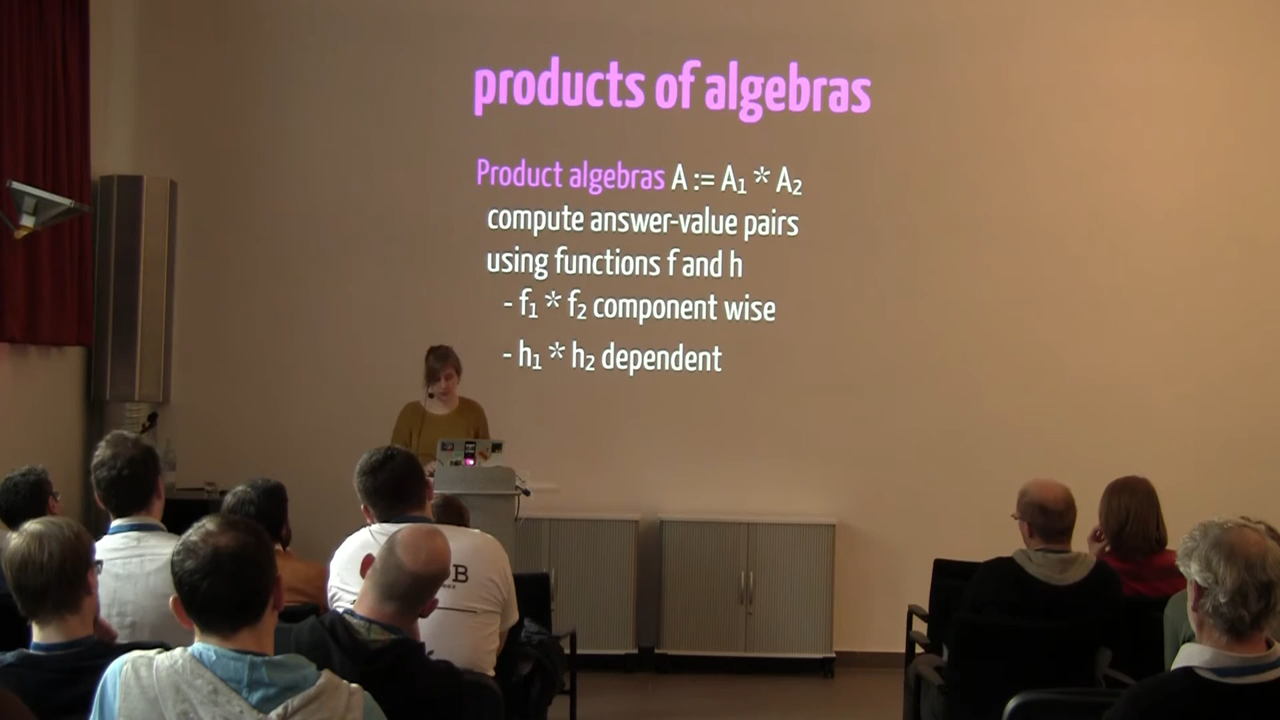 products of algebras
Product algebras A := A₁ * A₂
compute answer-value pairs
using functions f and h
- f₁ * f₂ component wise
- h₁ * h₂ dependent